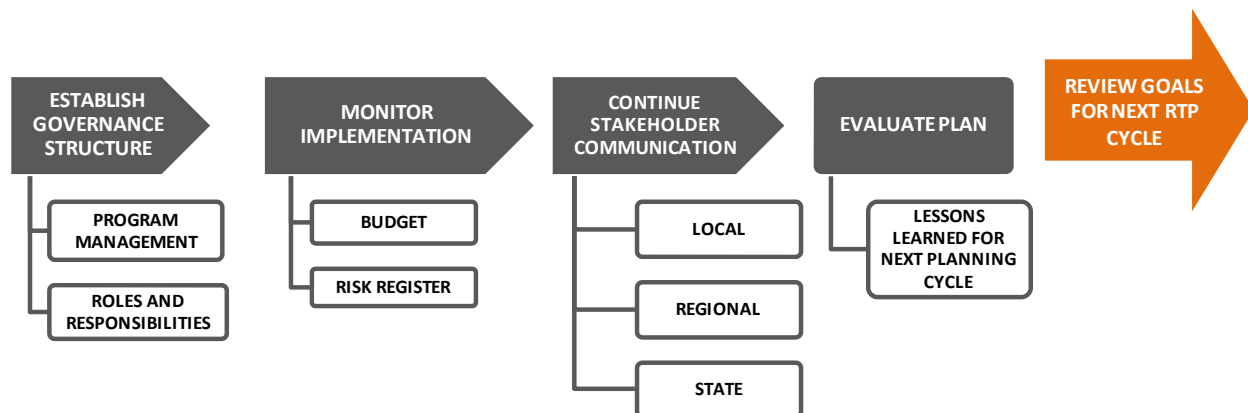 ESTABLISH
GOVERNANCE
STRUCTURE
PROGRAM
MANAGEMENT
ROLES AND
RESPONSIBILITIES
MONITOR
IMPLEMENTATION
BUDGET
RISK REGISTER
CONTINUE
STAKEHOLDER
COMMUNICATION
LOCAL
REGIONAL
STATE
EVALUATE PLAN
LESSONS
LEARNED FOR
NEXT PLANNING
CYCLE
REVIEW GOALS
FOR NEXT RTP
CYCLE